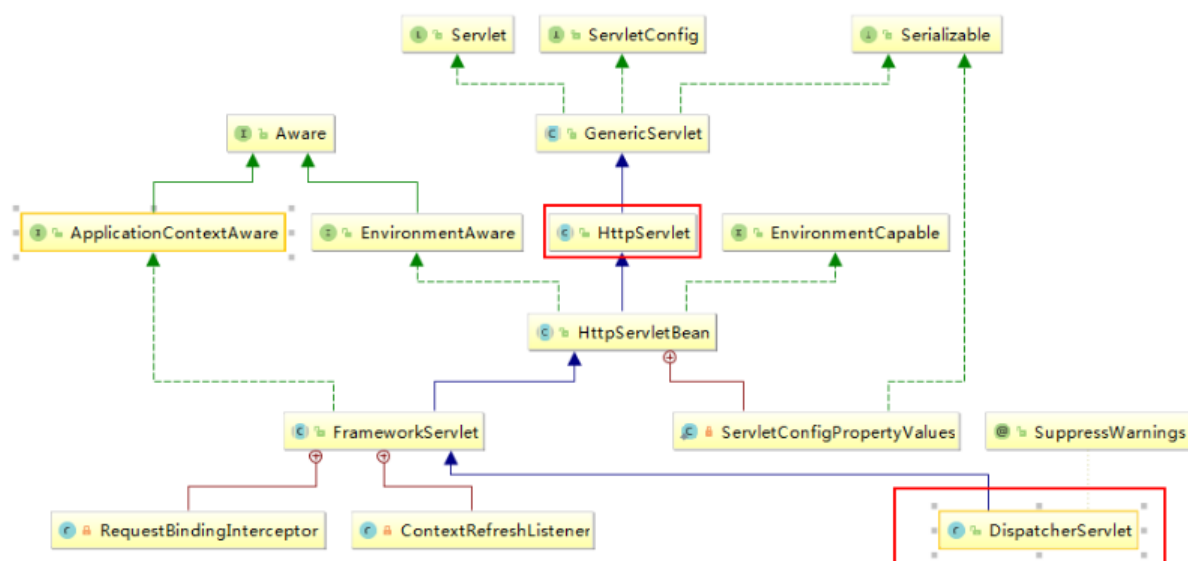 Servlet
ServletConfig
Serializable
Aware
GenericServlet
ApplicationContextAware
EnvironmentAware
HttpServlet
EnvironmentCapable
HttpServletBean
FrameworkServlet
ServletConfigPropertyValues
SuppressWarnings
RequestBindingInterceptor
ContextRefreshListener
DispatcherServlet